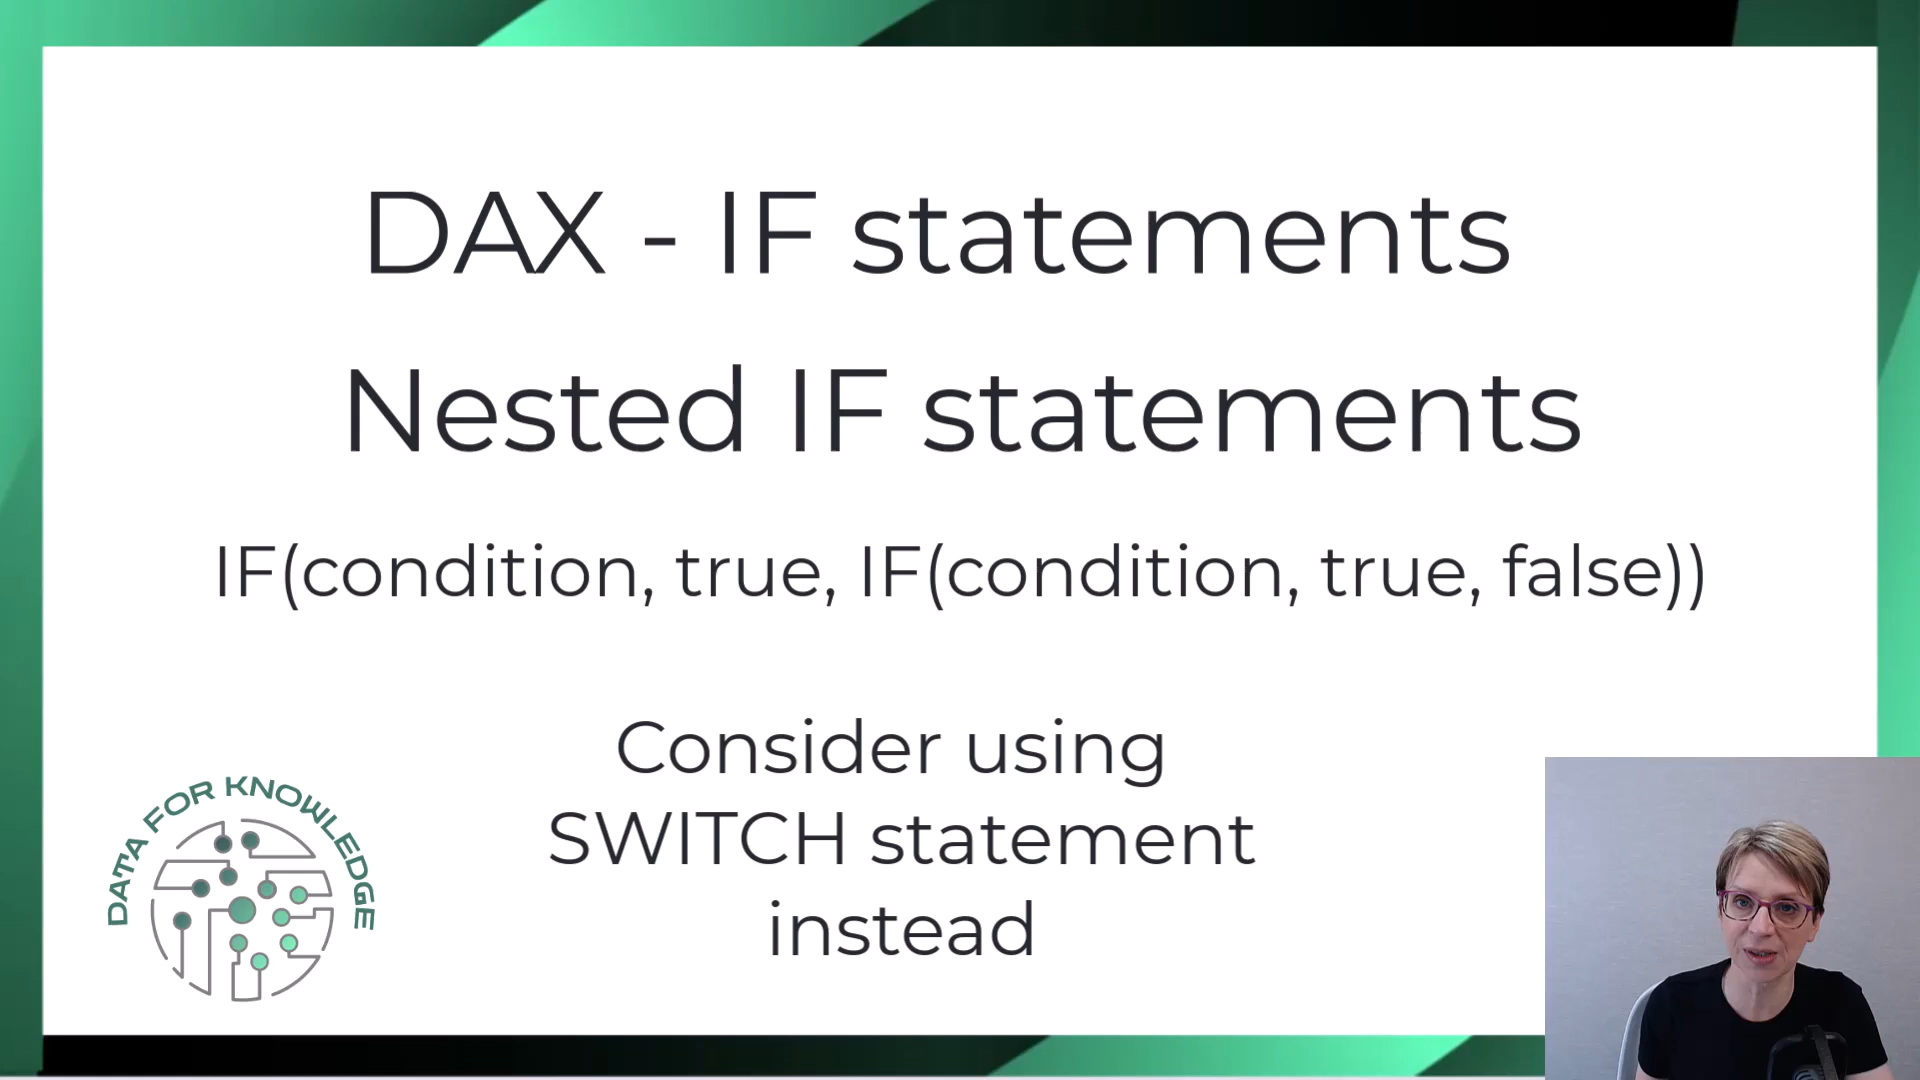 DAX - IF statements
Nested IF statements
IF(condition, true, IF(condition, true, false))
Consider using
SWITCH statement
instead
DATA FOR KNOWLEDGE